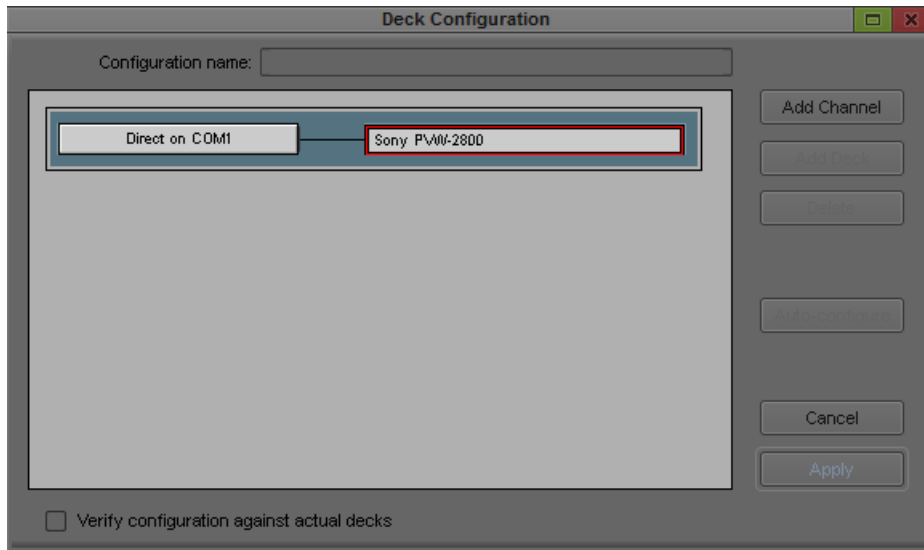 Deck Configuration
Configuration name:
Add Channel
Direct on COM1
Sony PVW-2800
Add Deck
Delete
Auto-configure
Cancel
Apply
Verify configuration against actual decks